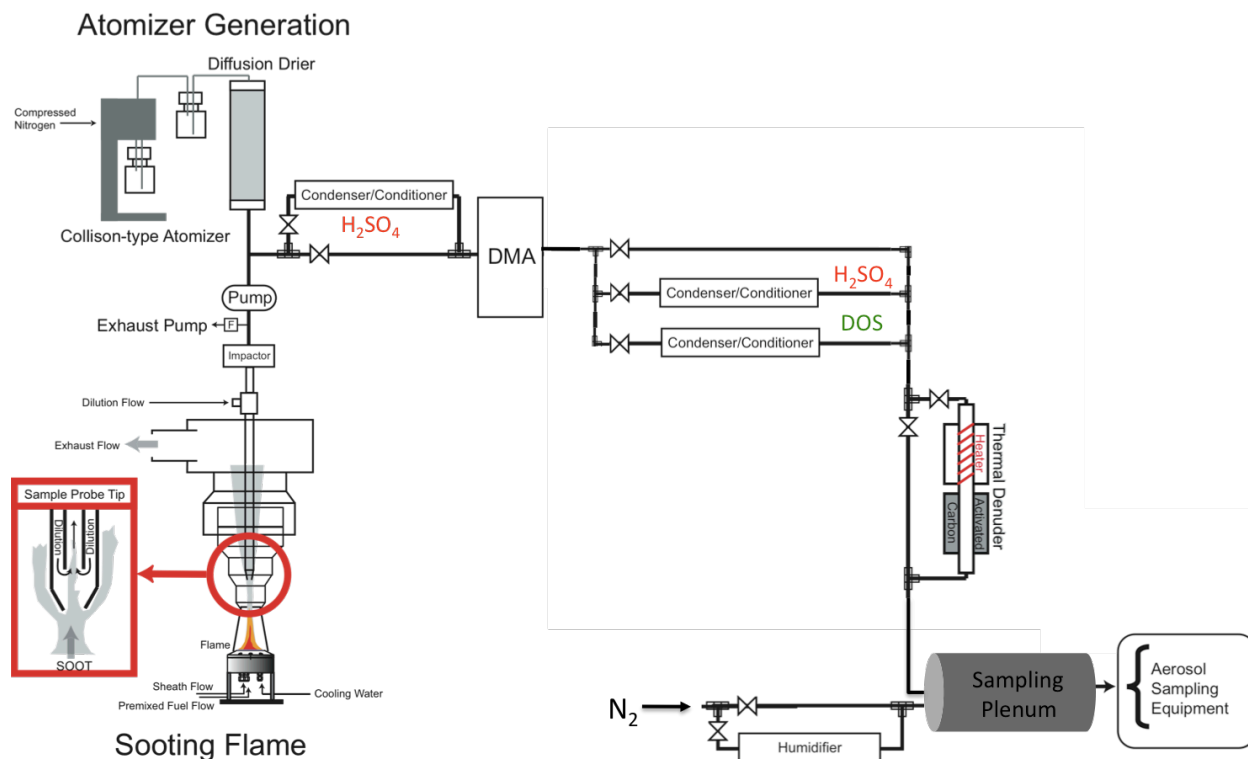 Atomizer Generation
Diffusion Drier
Compressed
Nitrogen
Collison-type Atomizer
Condenser/Conditioner
H₂SO₄
DMA
H₂SO₄
Condenser/Conditioner
DOS
Condenser/Conditioner
Pump
Exhaust Pump
F
Impactor
Dilution Flow
Exhaust Flow
Thermal Denuder
Heater
Activated
Carbon
Sample Probe Tip
Dilution
Dilution
SOOT
Flame
Sheath Flow
Premixed Fuel Flow
Cooling Water
Sooting Flame
N₂
Humidifier
Sampling
Plenum
Aerosol
Sampling
Equipment